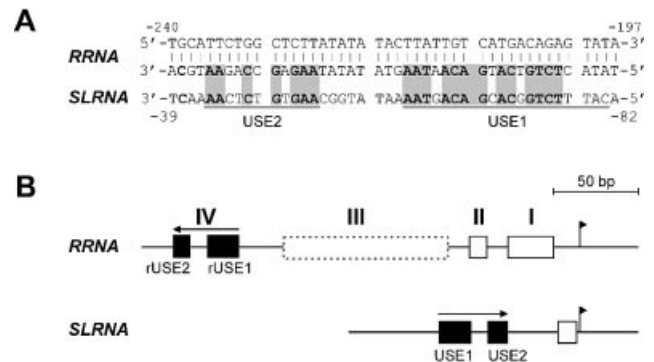 A
-240 -197
5′-TGCATTCTGG CTCTTATATA TACTTATTGT CATGACAGAG TATA-3′
RRNA
3′-ACGTAAGACC GAGAATATAT ATGAATAACA GTACTGTCTC ATAT-5′
SLRNA 3′-TCAAAACTCT GTGAACGGTA TAAAATGACA GCACGGTCTT TACA-5′
-39 USE2 USE1 -82
B
50 bp
IV III II I
RRNA
rUSE2 rUSE1
SLRNA
USE1 USE2